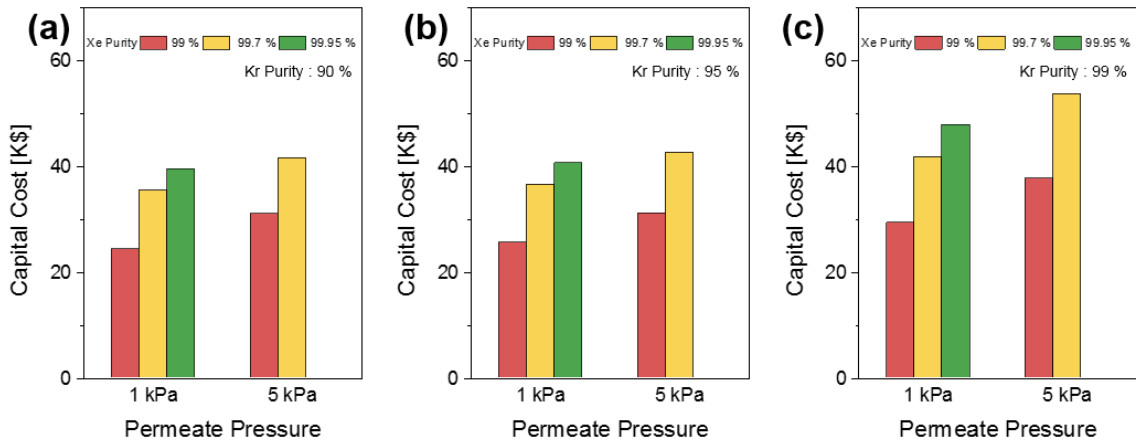 (a)
Xe Purity 99 % 99.7 % 99.95 %
Kr Purity : 90 %
60
40
20
0
Capital Cost [K$]
1 kPa 5 kPa
Permeate Pressure
(b)
Xe Purity 99 % 99.7 % 99.95 %
Kr Purity : 95 %
60
40
20
0
Capital Cost [K$]
1 kPa 5 kPa
Permeate Pressure
(c)
Xe Purity 99 % 99.7 % 99.95 %
Kr Purity : 99 %
60
40
20
0
Capital Cost [K$]
1 kPa 5 kPa
Permeate Pressure